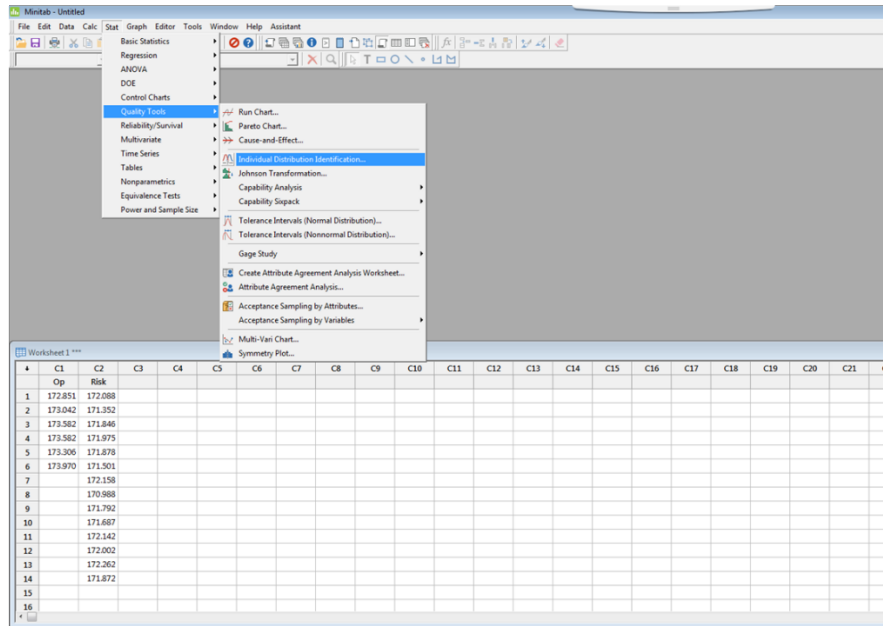 Minitab - Untitled
File Edit Data Calc Stat Graph Editor Tools Window Help Assistant
Basic Statistics
Regression
ANOVA
DOE
Control Charts
Quality Tools
Reliability/Survival
Multivariate
Time Series
Tables
Nonparametrics
Equivalence Tests
Power and Sample Size
Run Chart...
Pareto Chart...
Cause-and-Effect...
Individual Distribution Identification...
Johnson Transformation...
Capability Analysis
Capability Sixpack
Tolerance Intervals (Normal Distribution)...
Tolerance Intervals (Nonnormal Distribution)...
Gage Study
Create Attribute Agreement Analysis Worksheet...
Attribute Agreement Analysis...
Acceptance Sampling by Attributes...
Acceptance Sampling by Variables
Multi-Vari Chart...
Symmetry Plot...
Worksheet 1 ***
C1 C2 C3 C4 C5 C6 C7 C8 C9 C10 C11 C12 C13 C14 C15 C16 C17 C18 C19 C20 C21
Op Risk
1 172.851 172.088
2 173.042 171.352
3 173.582 171.846
4 173.582 171.975
5 173.306 171.878
6 173.970 171.501
7 172.158
8 170.988
9 171.792
10 171.687
11 172.142
12 172.002
13 172.262
14 171.872
15
16